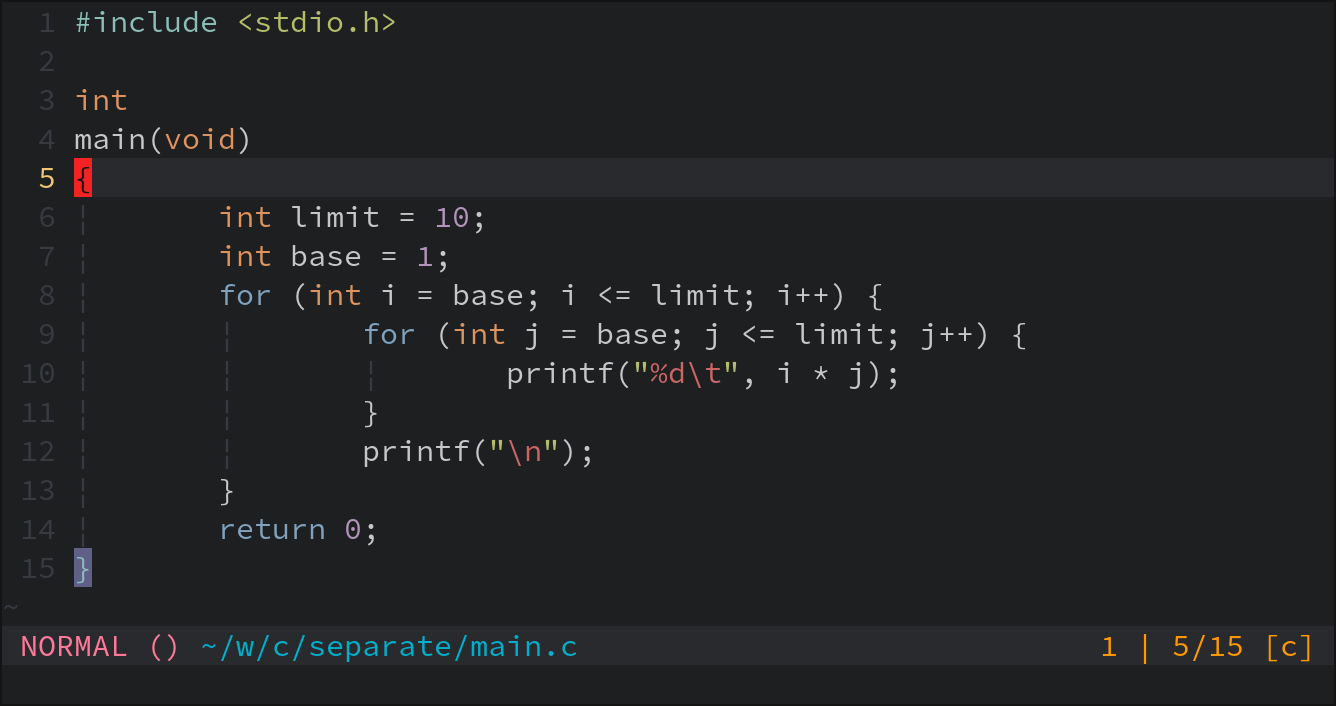 1 #include <stdio.h>
2
3 int
4 main(void)
5 {
6         int limit = 10;
7         int base = 1;
8         for (int i = base; i <= limit; i++) {
9                 for (int j = base; j <= limit; j++) {
10                         printf("%d\t", i * j);
11                 }
12                 printf("\n");
13         }
14         return 0;
15 }
~
NORMAL () ~/w/c/separate/main.c 1 | 5/15 [c]